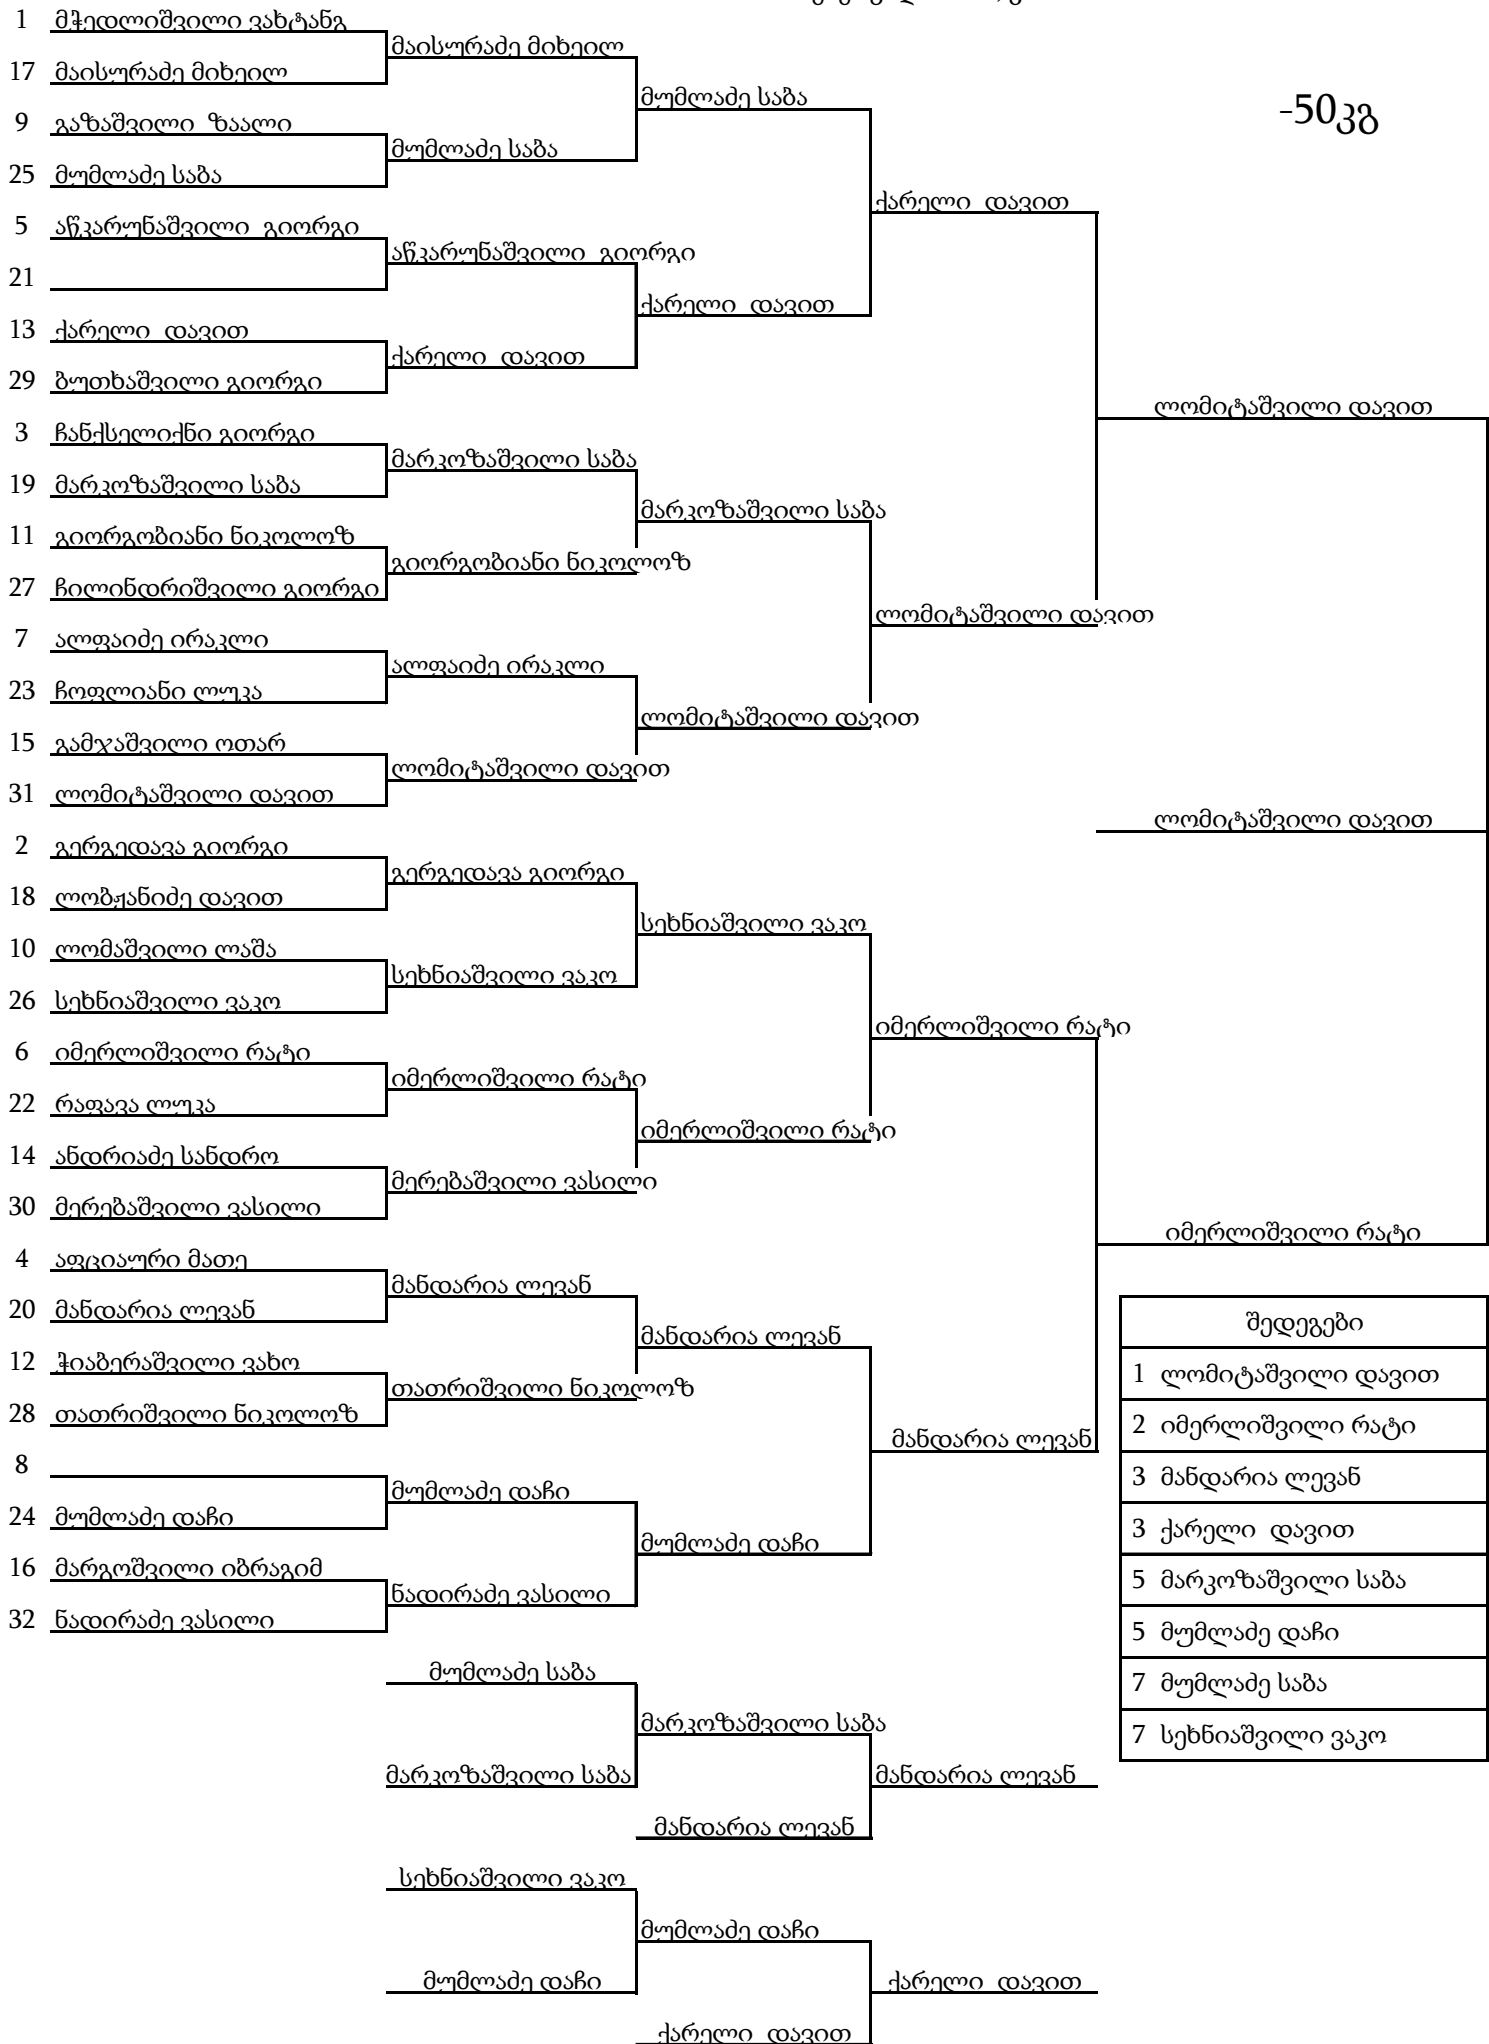 1 მჭედლიშვილი ვახტანგ
მაისურაძე მიხეილ
17 მაისურაძე მიხეილ
მუმლაძე საბა
-50კგ
9 გაზაშვილი ზაალი
მუმლაძე საბა
25 მუმლაძე საბა
ქარელი დავით
5 აწკარუნაშვილი გიორგი
აწკარუნაშვილი გიორგი
21
ქარელი დავით
13 ქარელი დავით
ქარელი დავით
29 ბუთხაშვილი გიორგი
ლომიტაშვილი დავით
3 ჩანქსელიქნი გიორგი
მარკოზაშვილი საბა
19 მარკოზაშვილი საბა
მარკოზაშვილი საბა
11 გიორგობიანი ნიკოლოზ
გიორგობიანი ნიკოლოზ
27 ჩილინდრიშვილი გიორგი
ლომიტაშვილი დავით
7 ალფაიძე ირაკლი
ალფაიძე ირაკლი
23 ჩოფლიანი ლუკა
ლომიტაშვილი დავით
15 გამჯაშვილი ოთარ
ლომიტაშვილი დავით
31 ლომიტაშვილი დავით
ლომიტაშვილი დავით
2 გერგედავა გიორგი
გერგედავა გიორგი
18 ლობჟანიძე დავით
სეხნიაშვილი ვაკო
10 ლომაშვილი ლაშა
სეხნიაშვილი ვაკო
26 სეხნიაშვილი ვაკო
იმერლიშვილი რატი
6 იმერლიშვილი რატი
იმერლიშვილი რატი
22 რაფავა ლუკა
იმერლიშვილი რატი
14 ანდრიაძე სანდრო
მერებაშვილი ვასილი
30 მერებაშვილი ვასილი
იმერლიშვილი რატი
4 აფციაური მათე
მანდარია ლევან
20 მანდარია ლევან
მანდარია ლევან
12 ჭიაბერაშვილი ვახო
თათრიშვილი ნიკოლოზ
28 თათრიშვილი ნიკოლოზ
მანდარია ლევან
8
მუმლაძე დაჩი
24 მუმლაძე დაჩი
მუმლაძე დაჩი
16 მარგოშვილი იბრაგიმ
ნადირაძე ვასილი
32 ნადირაძე ვასილი
შედეგები
1 ლომიტაშვილი დავით
2 იმერლიშვილი რატი
3 მანდარია ლევან
3 ქარელი დავით
5 მარკოზაშვილი საბა
5 მუმლაძე დაჩი
7 მუმლაძე საბა
7 სეხნიაშვილი ვაკო
მუმლაძე საბა
მარკოზაშვილი საბა
მარკოზაშვილი საბა
მანდარია ლევან
მანდარია ლევან
სეხნიაშვილი ვაკო
მუმლაძე დაჩი
მუმლაძე დაჩი
ქარელი დავით
ქარელი დავით